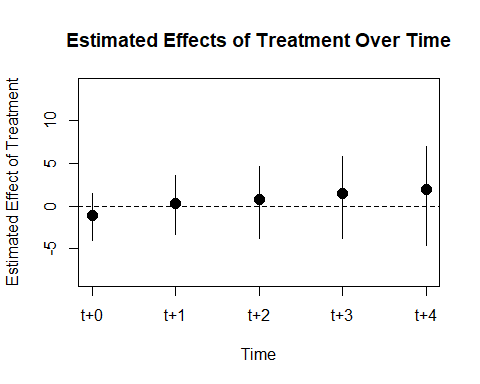 Estimated Effects of Treatment Over Time
Estimated Effect of Treatment
10
5
0
-5
t+0 t+1 t+2 t+3 t+4
Time